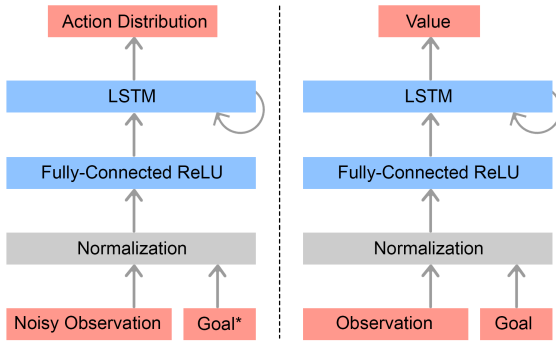 Action Distribution
LSTM
Fully-Connected ReLU
Normalization
Noisy Observation
Goal*
Value
LSTM
Fully-Connected ReLU
Normalization
Observation
Goal